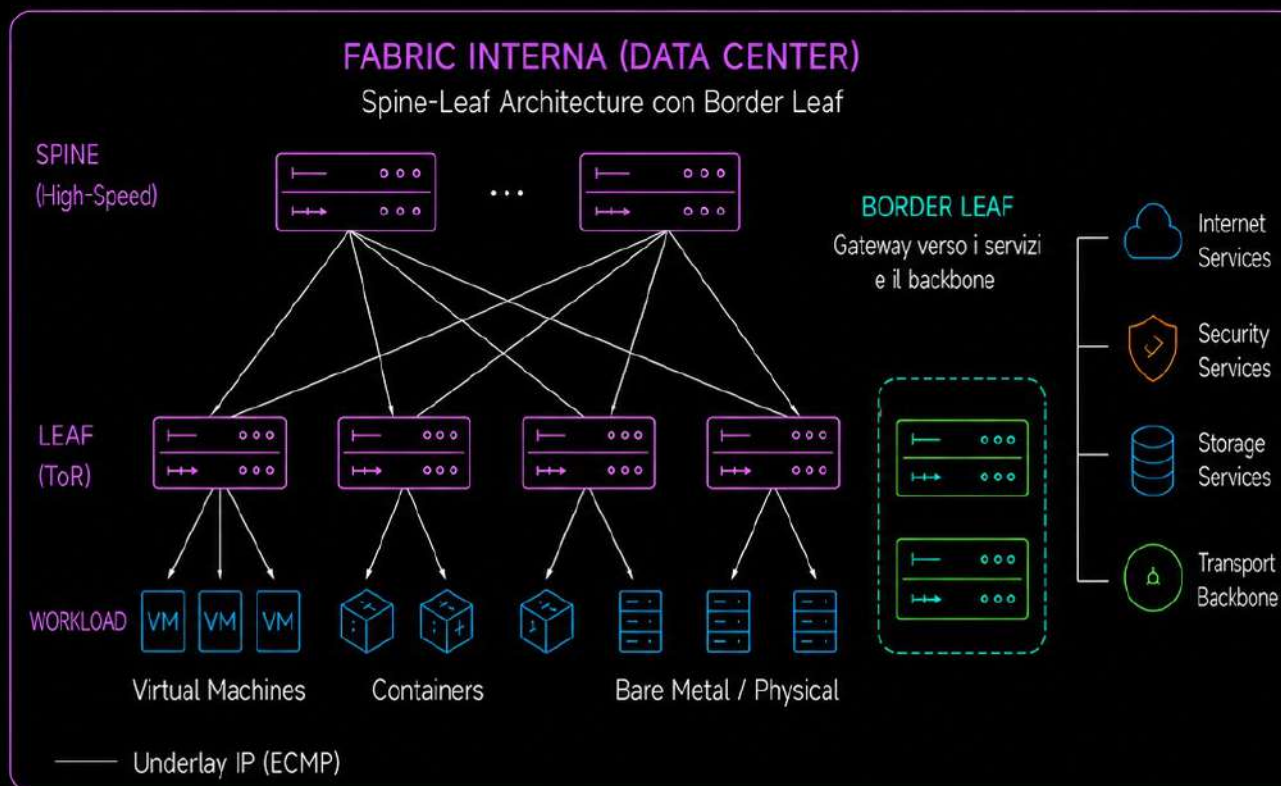 FABRIC INTERNA (DATA CENTER)
Spine-Leaf Architecture con Border Leaf
SPINE
(High-Speed)
...
BORDER LEAF
Gateway verso i servizi
e il backbone
Internet
Services
Security
Services
LEAF
(ToR)
Storage
Services
Transport
Backbone
WORKLOAD
VM
VM
VM
Virtual Machines
Containers
Bare Metal / Physical
Underlay IP (ECMP)